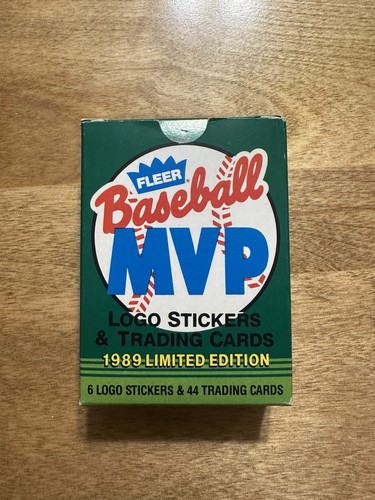 FLEER
Baseball
MVP
LOGO STICKERS
& TRADING CARDS
1989 LIMITED EDITION
6 LOGO STICKERS & 44 TRADING CARDS